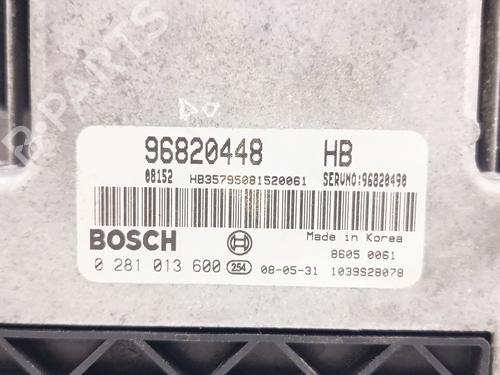 DO
96820448 HB
08152 HB35795081520061 SERVNO:96820490
BOSCH Made in Korea
8605 0061
0 281 013 600 254 08-05-31 1039S28078